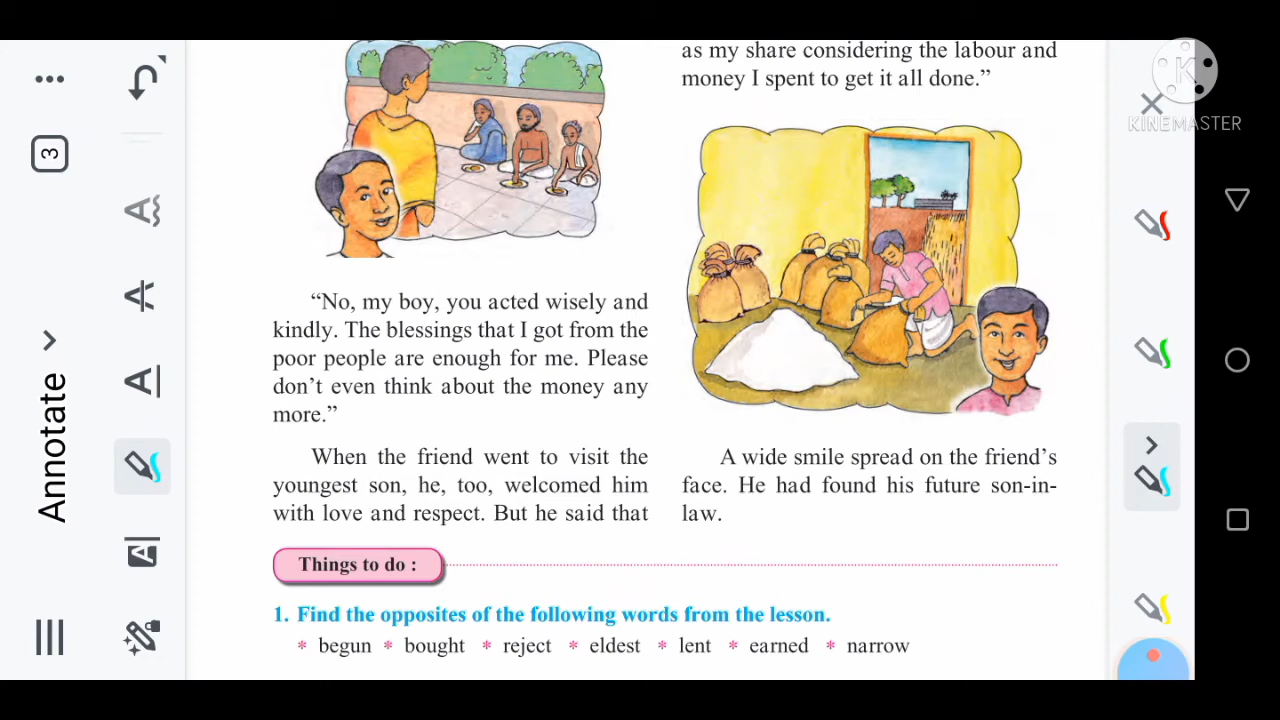 Annotate
3
KINEMASTER
“No, my boy, you acted wisely and
kindly. The blessings that I got from the
poor people are enough for me. Please
don’t even think about the money any
more.”
When the friend went to visit the
youngest son, he, too, welcomed him
with love and respect. But he said that
as my share considering the labour and
money I spent to get it all done.”
A wide smile spread on the friend’s
face. He had found his future son-in-
law.
Things to do :
1. Find the opposites of the following words from the lesson.
* begun * bought * reject * eldest * lent * earned * narrow